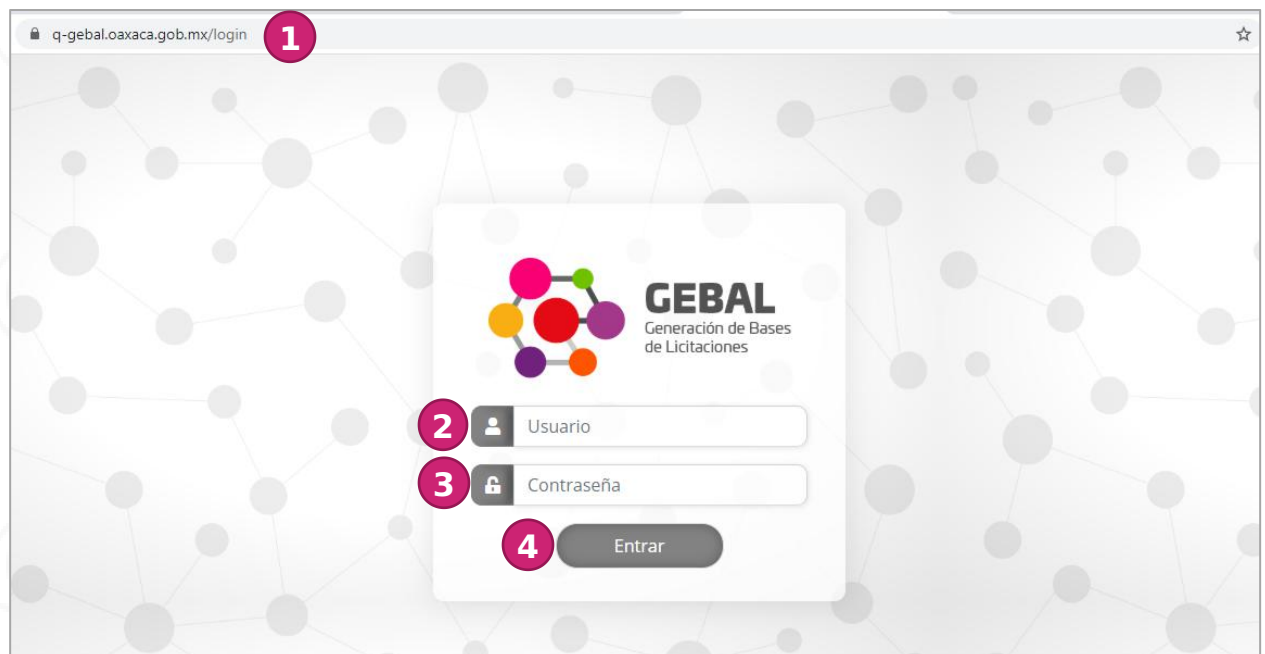 q-gebal.oaxaca.gob.mx/login 1
GEBAL
Generación de Bases
de Licitaciones
2 Usuario
3 Contraseña
4 Entrar